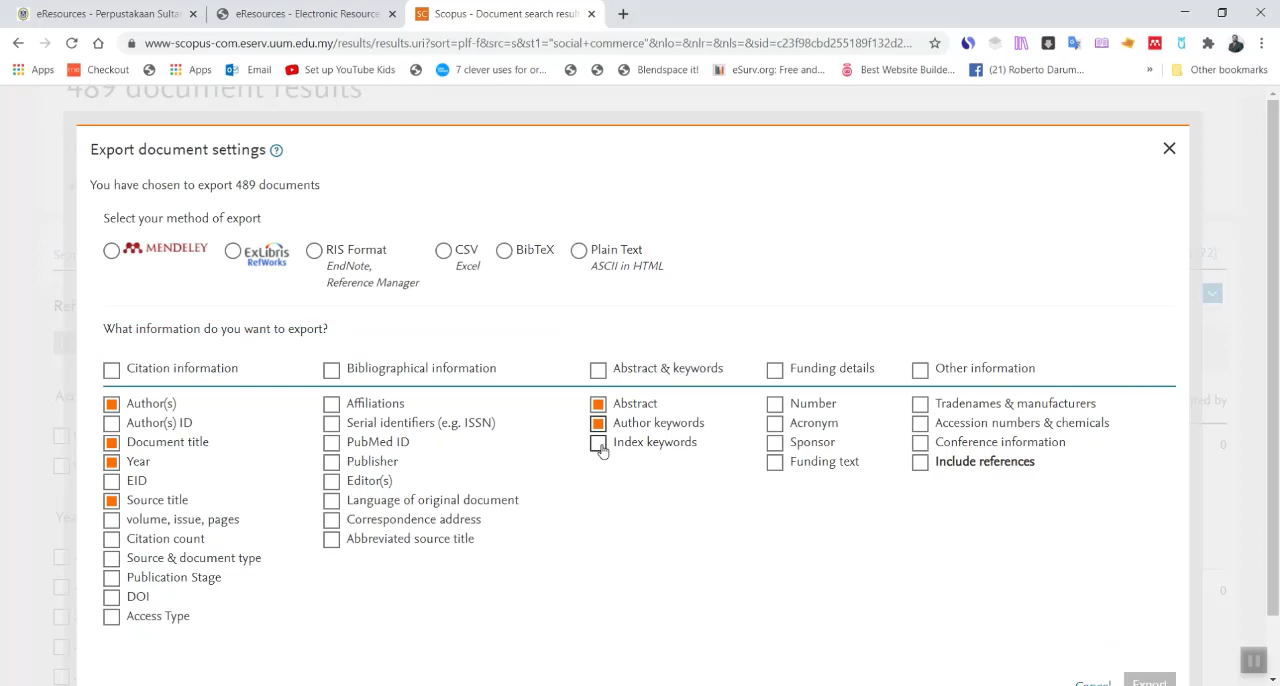 eResources - Perpustakaan Sulta
eResources - Electronic Resource
SC Scopus - Document search resul
www-scopus-com.eserv.uum.edu.my/results/results.uri?sort=plf-f&src=s&st1="social+commerce"&nlo=&nlr=&nls=&sid=c23f98cbd255189f132d2...
Apps
Checkout
Apps
Email
Set up YouTube Kids
7 clever uses for or...
Blendspace it!
eSurv.org: Free and...
Best Website Builde...
(21) Roberto Darum...
»
Other bookmarks
489 document results
Export document settings
You have chosen to export 489 documents
Select your method of export
MENDELEY
ExLibris
RefWorks
RIS Format
EndNote,
Reference Manager
CSV
Excel
BibTeX
Plain Text
ASCII in HTML
What information do you want to export?
Citation information
Bibliographical information
Abstract & keywords
Funding details
Other information
Author(s)
Author(s) ID
Document title
Year
EID
Source title
volume, issue, pages
Citation count
Source & document type
Publication Stage
DOI
Access Type
Affiliations
Serial identifiers (e.g. ISSN)
PubMed ID
Publisher
Editor(s)
Language of original document
Correspondence address
Abbreviated source title
Abstract
Author keywords
Index keywords
Number
Acronym
Sponsor
Funding text
Tradenames & manufacturers
Accession numbers & chemicals
Conference information
Include references
Cancel
Export